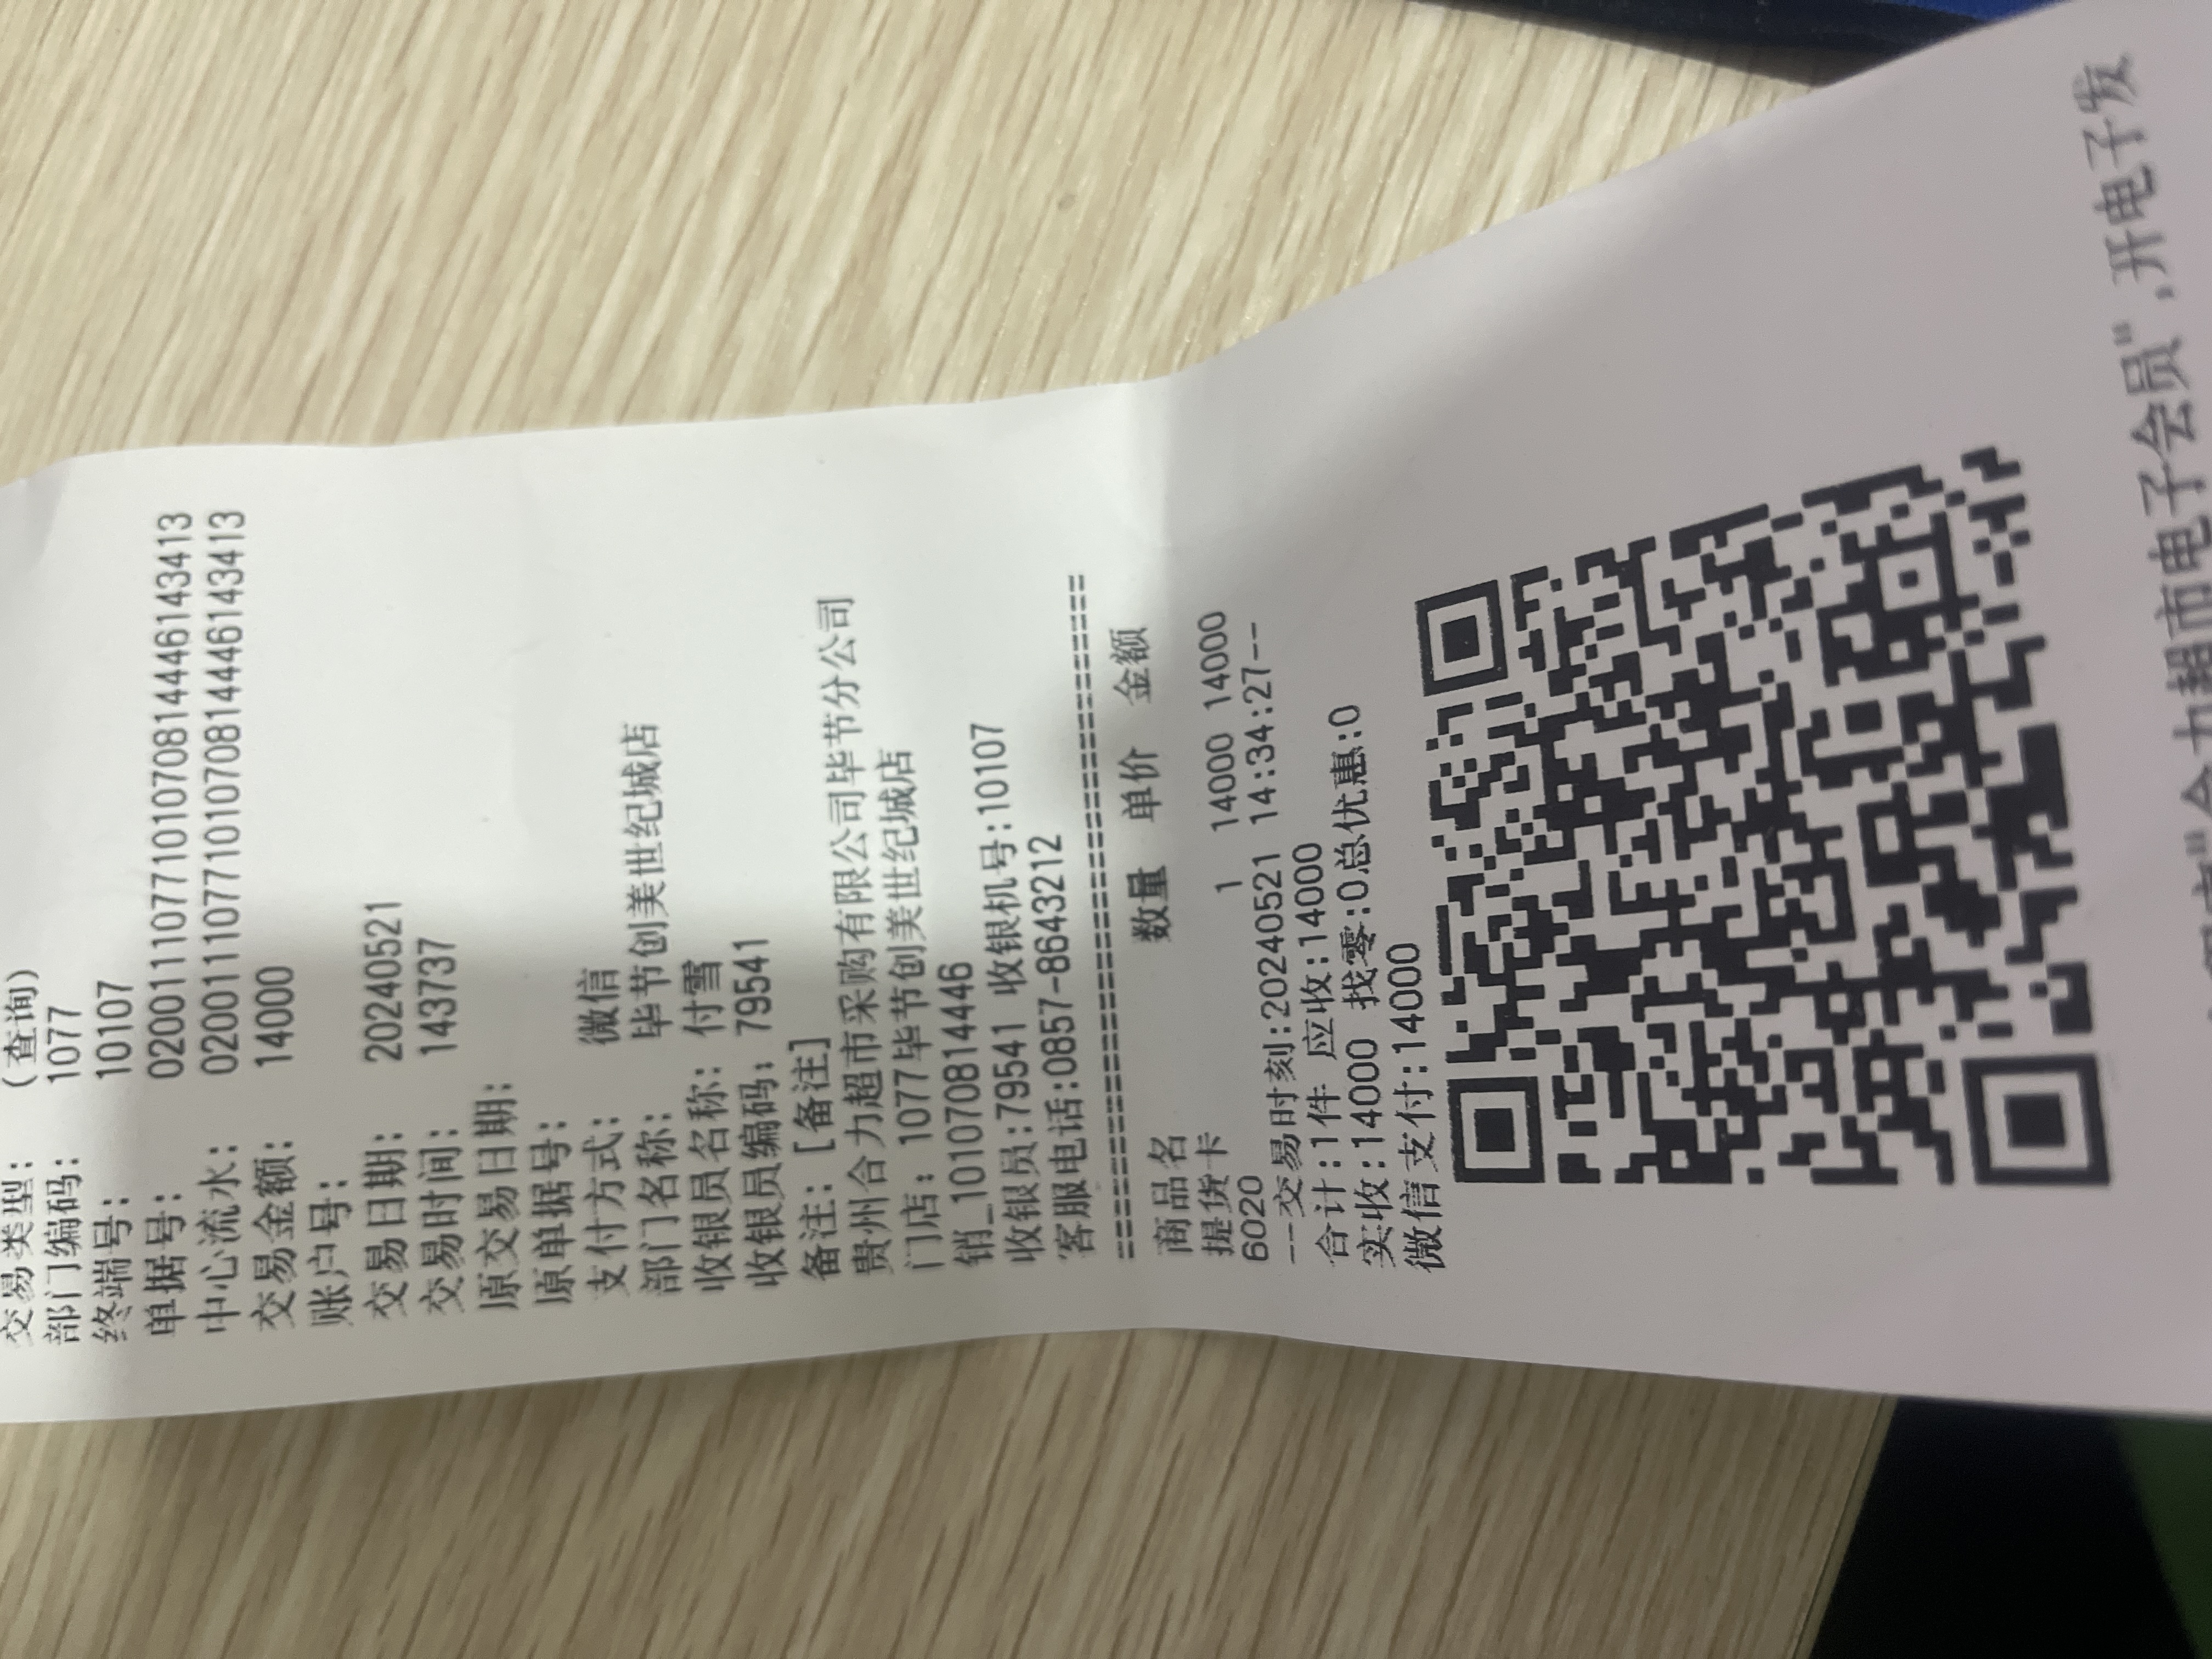 交易类型： （查询）
部门编码： 1077
终端号： 10107
单据号： 0200111077101070814446143413
中心流水： 0200111077101070814446143413
交易金额： 14000
账户号：
交易日期： 20240521
交易时间： 143737
原交易日期：
原单据号：
支付方式： 微信
部门名称： 毕节创美世纪城店
收银员名称： 付雪
收银员编码： 79541
备注：[备注]
贵州合力超市采购有限公司毕节分公司
门店：1077毕节创美世纪城店
销_101070814446
收银员:79541 收银机号:10107
客服电话:0857-8643212
==========================================
商品名 数量 单价 金额
提货卡
6020 1 14000 14000
---交易时刻:20240521 14:34:27--
合计:1件 应收:14000
实收:14000 找零:0总优惠:0
微信支付:14000
"合力超市电子会员",开电子发